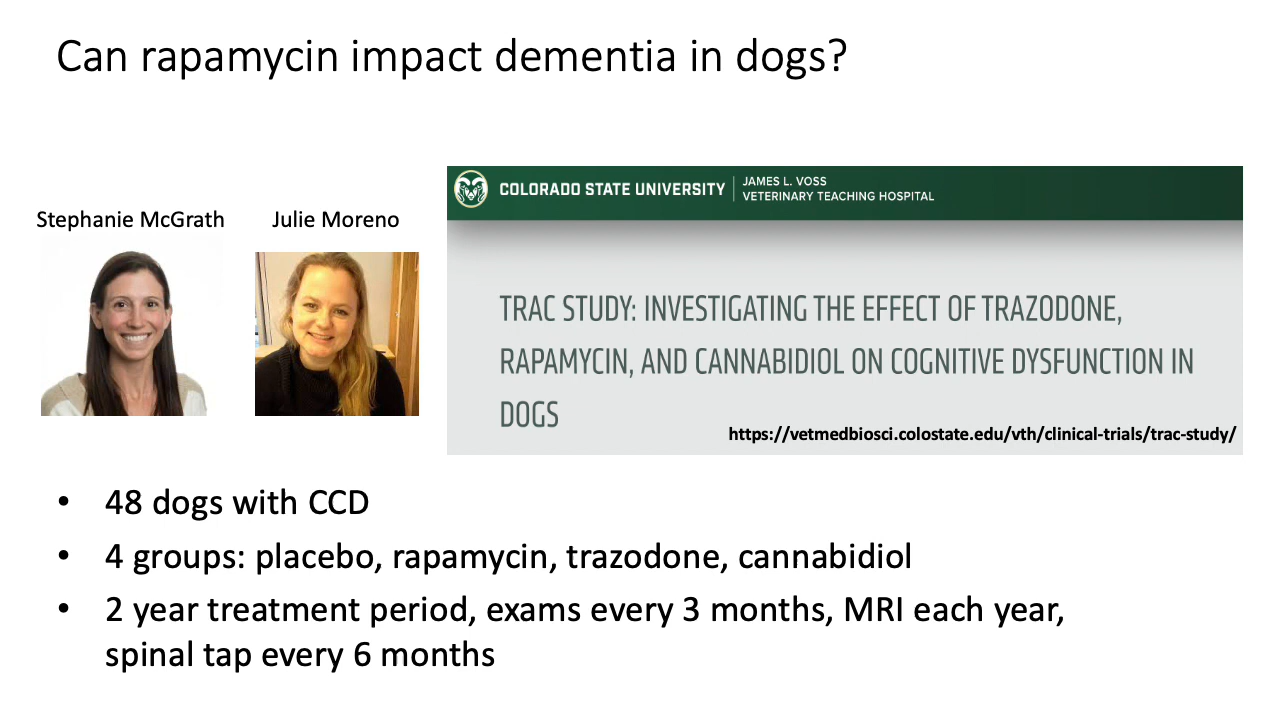 Can rapamycin impact dementia in dogs?
Stephanie McGrath
Julie Moreno
COLORADO STATE UNIVERSITY
JAMES L. VOSS
VETERINARY TEACHING HOSPITAL
TRAC STUDY: INVESTIGATING THE EFFECT OF TRAZODONE,
RAPAMYCIN, AND CANNABIDIOL ON COGNITIVE DYSFUNCTION IN
DOGS
https://vetmedbiosci.colostate.edu/vth/clinical-trials/trac-study/
• 48 dogs with CCD
• 4 groups: placebo, rapamycin, trazodone, cannabidiol
• 2 year treatment period, exams every 3 months, MRI each year,
spinal tap every 6 months